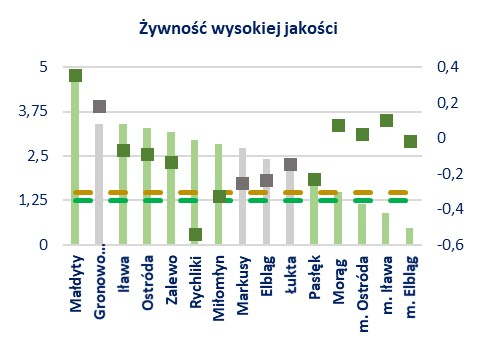 Żywność wysokiej jakości
5
3,75
2,5
1,25
0
0,4
0,2
0
-0,2
-0,4
-0,6
Małdyty
Gronowo...
Iława
Ostróda
Zalewo
Rychliki
Miłomłyn
Markusy
Elbląg
Łukta
Pasłęk
Morąg
m. Ostróda
m. Iława
m. Elbląg